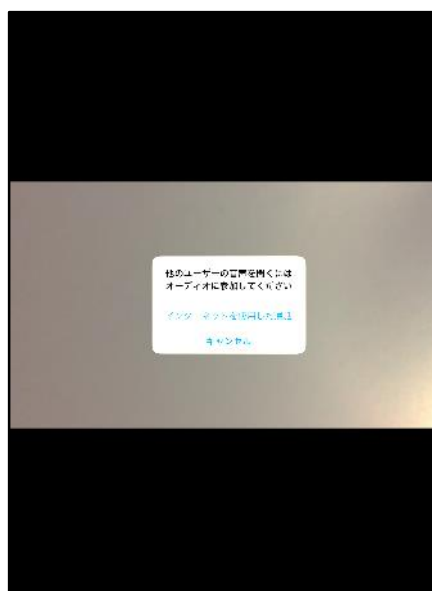 他のユーザーの音声を聞くには
オーディオに参加してください
インターネットを使用した通話
キャンセル